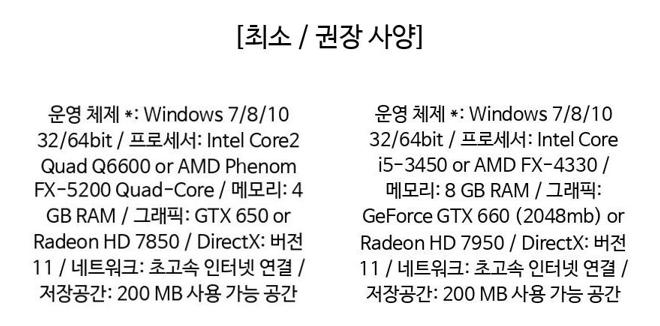 [최소 / 권장 사양]
운영 체제 *: Windows 7/8/10
32/64bit / 프로세서: Intel Core2
Quad Q6600 or AMD Phenom
FX-5200 Quad-Core / 메모리: 4
GB RAM / 그래픽: GTX 650 or
Radeon HD 7850 / DirectX: 버전
11 / 네트워크: 초고속 인터넷 연결 /
저장공간: 200 MB 사용 가능 공간
운영 체제 *: Windows 7/8/10
32/64bit / 프로세서: Intel Core
i5-3450 or AMD FX-4330 /
메모리: 8 GB RAM / 그래픽:
GeForce GTX 660 (2048mb) or
Radeon HD 7950 / DirectX: 버전
11 / 네트워크: 초고속 인터넷 연결 /
저장공간: 200 MB 사용 가능 공간